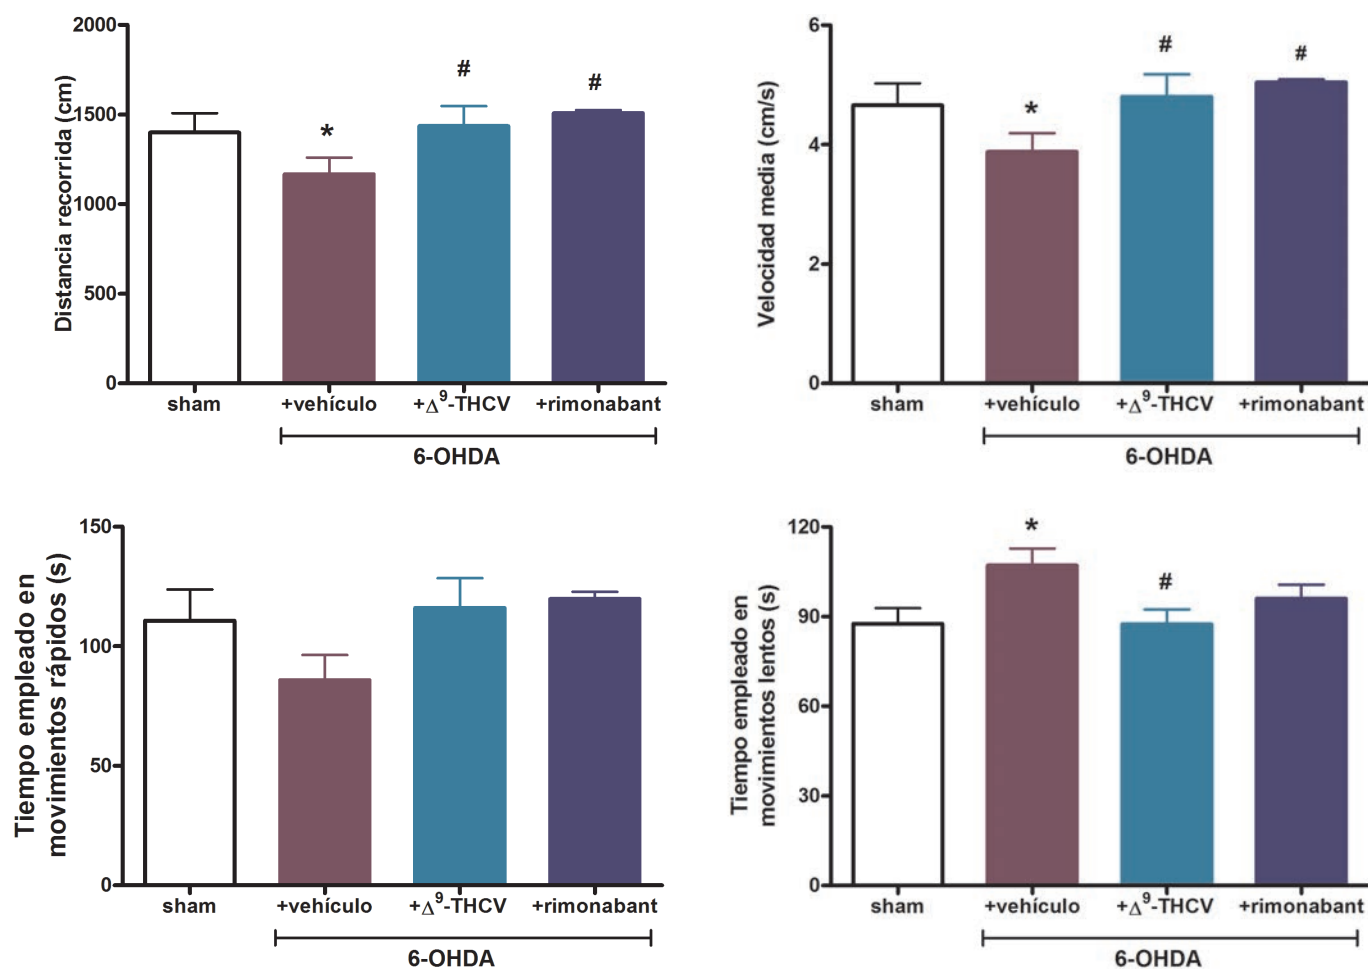 Distancia recorrida (cm)
2000
1500
1000
500
0
*
#
#
sham
+vehículo
+Δ⁹-THCV
+rimonabant
6-OHDA
Velocidad media (cm/s)
6
4
2
0
*
#
#
sham
+vehículo
+Δ⁹-THCV
+rimonabant
6-OHDA
Tiempo empleado en
movimientos rápidos (s)
150
100
50
0
sham
+vehículo
+Δ⁹-THCV
+rimonabant
6-OHDA
Tiempo empleado en
movimientos lentos (s)
120
90
60
30
0
*
#
sham
+vehículo
+Δ⁹-THCV
+rimonabant
6-OHDA